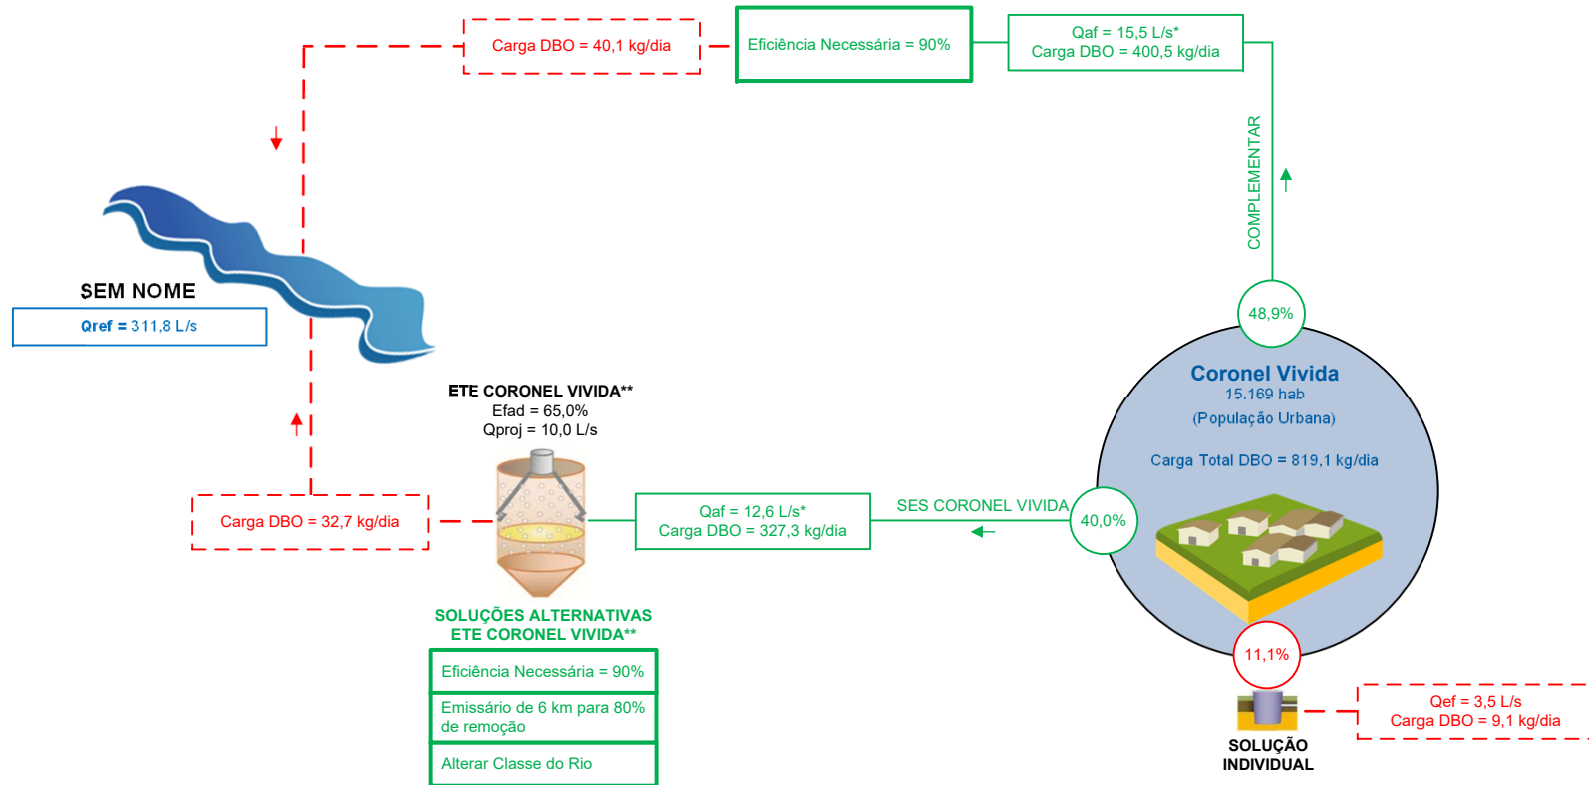 Carga DBO = 40,1 kg/dia
Eficiência Necessária = 90%
Qaf = 15,5 L/s*
Carga DBO = 400,5 kg/dia
COMPLEMENTAR
SEM NOME
Qref = 311,8 L/s
48,9%
Coronel Vivida
15.169 hab
(População Urbana)
Carga Total DBO = 819,1 kg/dia
ETE CORONEL VIVIDA**
Efad = 65,0%
Qproj = 10,0 L/s
Carga DBO = 32,7 kg/dia
Qaf = 12,6 L/s*
Carga DBO = 327,3 kg/dia
SES CORONEL VIVIDA
40,0%
SOLUÇÕES ALTERNATIVAS
ETE CORONEL VIVIDA**
Eficiência Necessária = 90%
Emissário de 6 km para 80%
de remoção
Alterar Classe do Rio
11,1%
SOLUÇÃO
INDIVIDUAL
Qef = 3,5 L/s
Carga DBO = 9,1 kg/dia